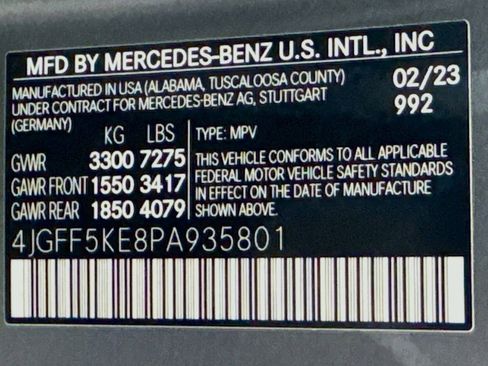 MFD BY MERCEDES-BENZ U.S. INTL., INC
MANUFACTURED IN USA (ALABAMA, TUSCALOOSA COUNTY) 02/23
UNDER CONTRACT FOR MERCEDES-BENZ AG, STUTTGART 992
(GERMANY)
KG LBS TYPE: MPV
GVWR 3300 7275 THIS VEHICLE CONFORMS TO ALL APPLICABLE
GAWR FRONT 1550 3417 FEDERAL MOTOR VEHICLE SAFETY STANDARDS
GAWR REAR 1850 4079 IN EFFECT ON THE DATE OF MANUFACTURE
SHOWN ABOVE.
4JGFF5KE8PA935801